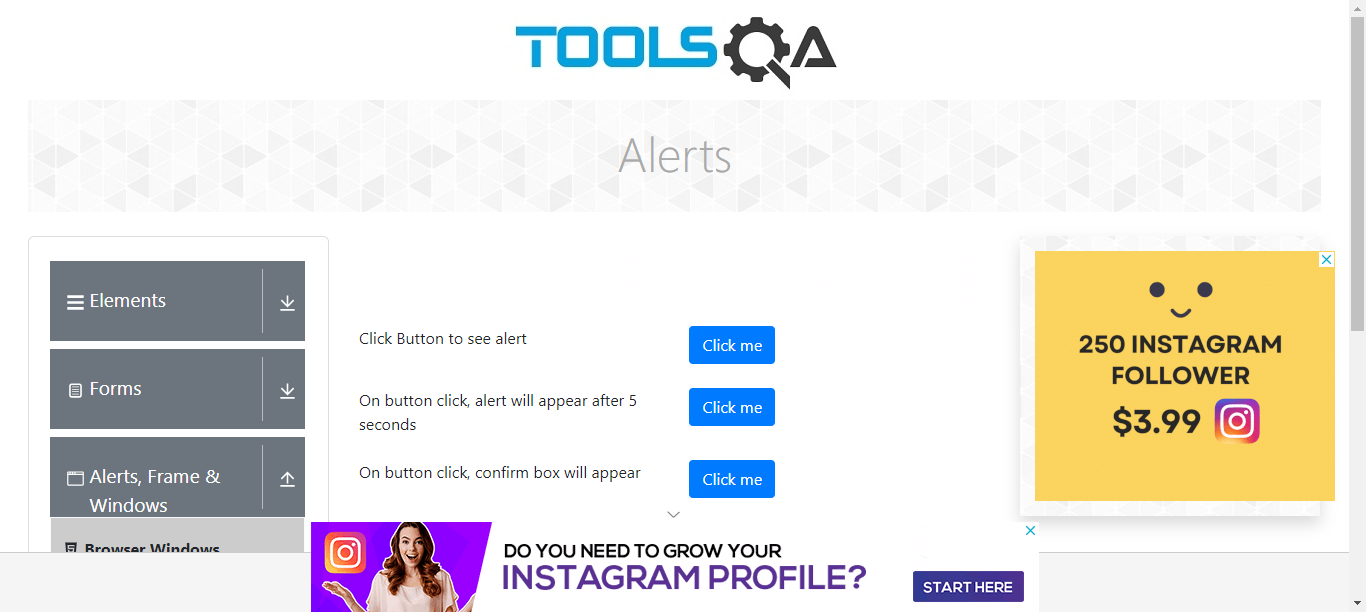 TOOLSQA
Alerts
Elements
Forms
Alerts, Frame &
Windows
Browser Windows
Click Button to see alert
Click me
On button click, alert will appear after 5
seconds
Click me
On button click, confirm box will appear
Click me
250 INSTAGRAM
FOLLOWER
$3.99
DO YOU NEED TO GROW YOUR
INSTAGRAM PROFILE?
START HERE